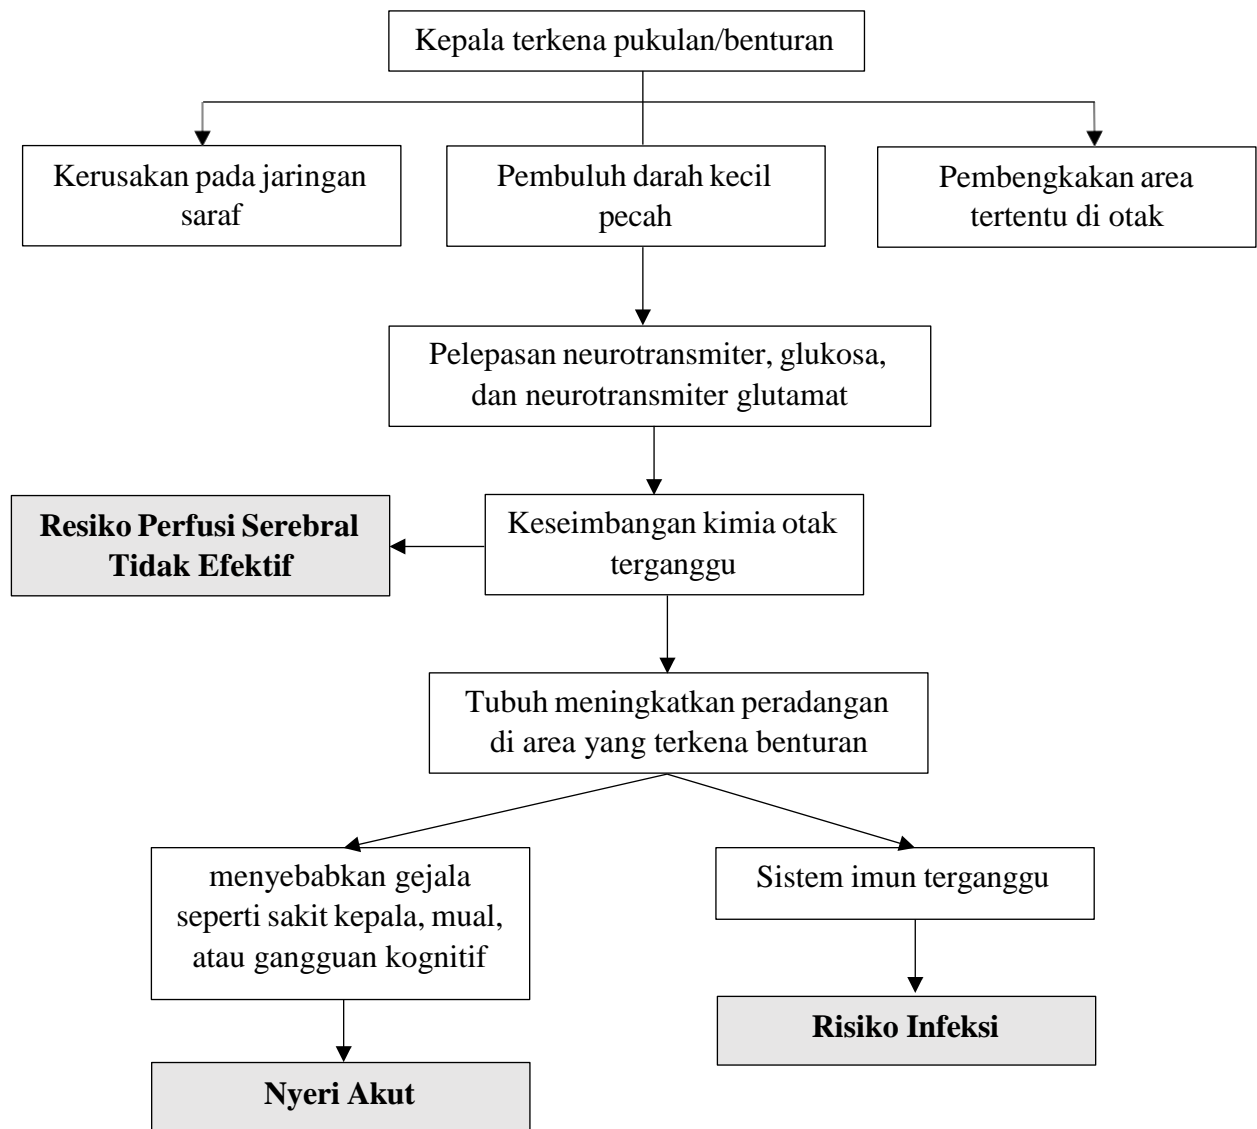 Kepala terkena pukulan/benturan
Kerusakan pada jaringan
saraf
Pembuluh darah kecil
pecah
Pembengkakan area
tertentu di otak
Pelepasan neurotransmiter, glukosa,
dan neurotransmiter glutamat
Resiko Perfusi Serebral
Tidak Efektif
Keseimbangan kimia otak
terganggu
Tubuh meningkatkan peradangan
di area yang terkena benturan
menyebabkan gejala
seperti sakit kepala, mual,
atau gangguan kognitif
Sistem imun terganggu
Risiko Infeksi
Nyeri Akut